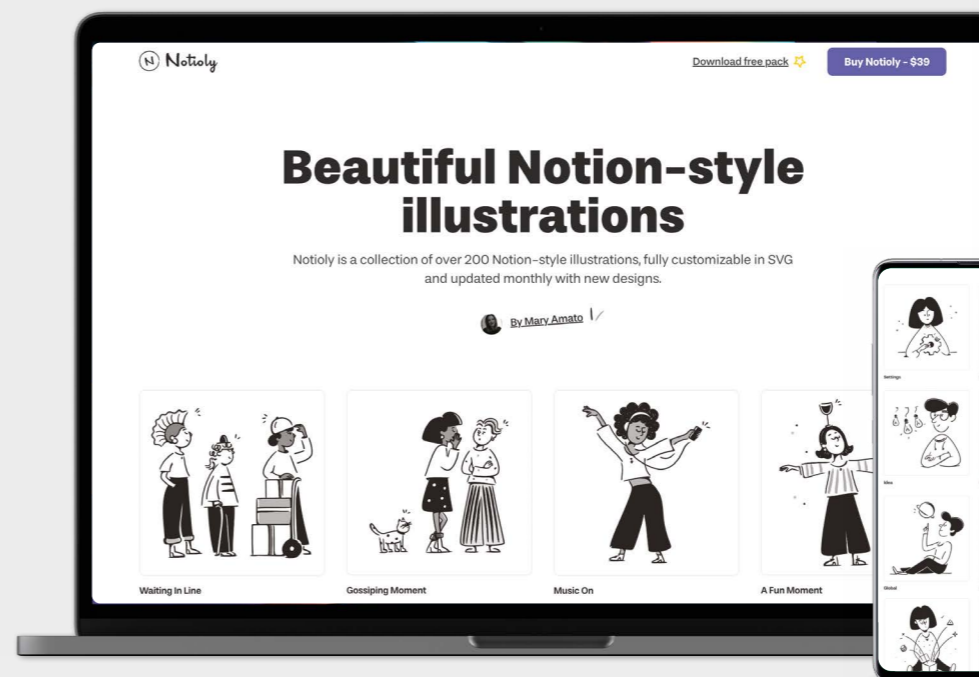 N Notioly
Download free pack
Buy Notioly - $39
Beautiful Notion-style
illustrations
Notioly is a collection of over 200 Notion-style illustrations, fully customizable in SVG
and updated monthly with new designs.
By Mary Amato
Waiting In Line
Gossiping Moment
Music On
A Fun Moment
Settings
Idea
Global